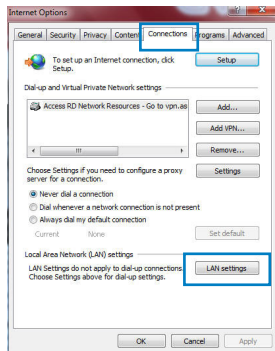 Internet Options
General Security Privacy Content Connections Programs Advanced
To set up an Internet connection, click
Setup.
Setup
Dial-up and Virtual Private Network settings
Access RD Network Resources - Go to vpn.as
Add...
Add VPN...
Remove...
Choose Settings if you need to configure a proxy
server for a connection.
Settings
Never dial a connection
Dial whenever a network connection is not present
Always dial my default connection
Current None
Set default
Local Area Network (LAN) settings
LAN Settings do not apply to dial-up connections.
Choose Settings above for dial-up settings.
LAN settings
OK Cancel Apply